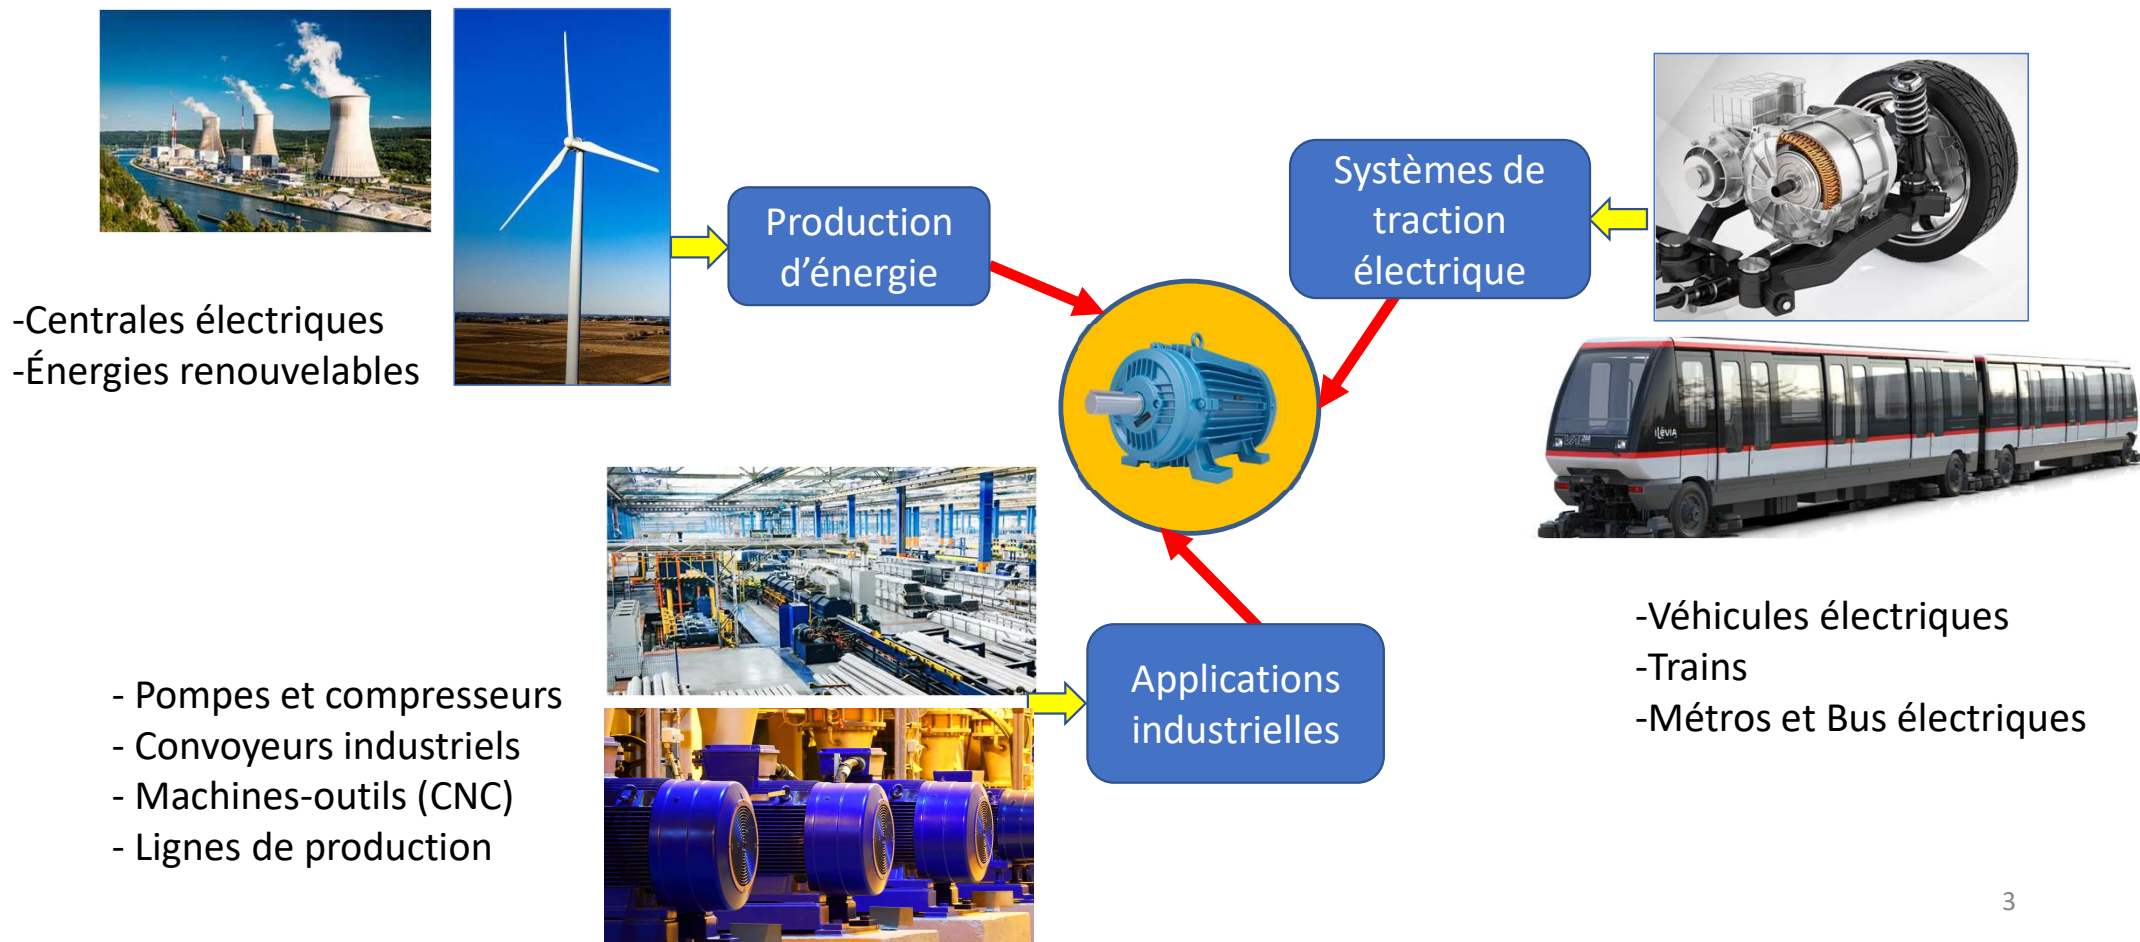 Production
d'énergie
Systèmes de
traction
électrique
-Centrales électriques
-Énergies renouvelables
ilévia
Applications
industrielles
- Pompes et compresseurs
- Convoyeurs industriels
- Machines-outils (CNC)
- Lignes de production
-Véhicules électriques
-Trains
-Métros et Bus électriques
3